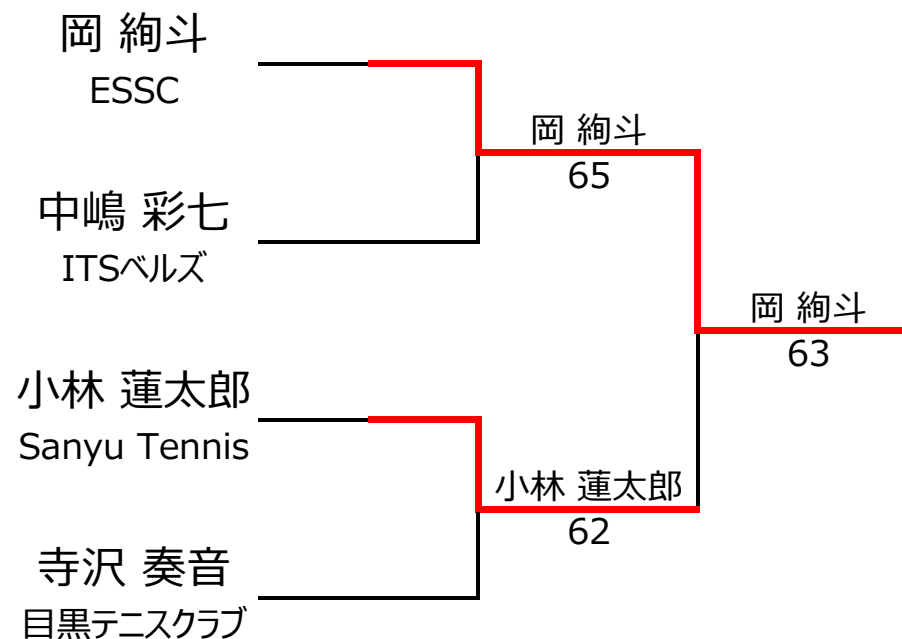 岡 絢斗
ESSC
中嶋 彩七
ITSベルズ
小林 蓮太郎
Sanyu Tennis
寺沢 奏音
目黒テニスクラブ
岡 絢斗
65
小林 蓮太郎
62
岡 絢斗
63